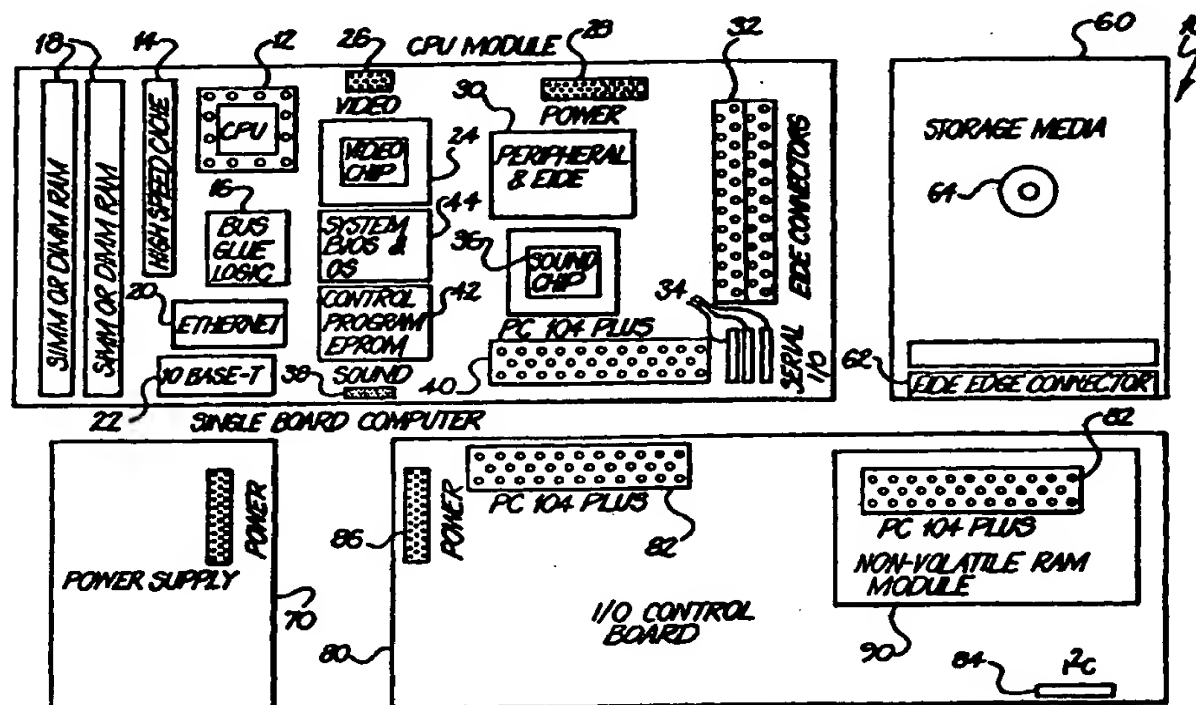 18
14
12
26
CPU MODULE
28
32
60
10
SIMM OR DIMM RAM
SIMM OR DIMM RAM
HIGH SPEED CACHE
CPU
VIDEO
30
POWER
VIDEO CHIP
24
PERIPHERAL & EIDE
EIDE CONNECTORS
STORAGE MEDIA
64
16
BUS GLUE LOGIC
SYSTEM BIOS & OS
44
36
SOUND CHIP
34
20
ETHERNET
CONTROL PROGRAM EPROM
42
PC 104 PLUS
SERIAL I/O
22
10 BASE-T
38
SOUND
40
62
EIDE EDGE CONNECTOR
SINGLE BOARD COMPUTER
POWER
POWER SUPPLY
70
86
POWER
PC 104 PLUS
82
80
I/O CONTROL BOARD
82
PC 104 PLUS
NON-VOLATILE RAM MODULE
90
84
I²C